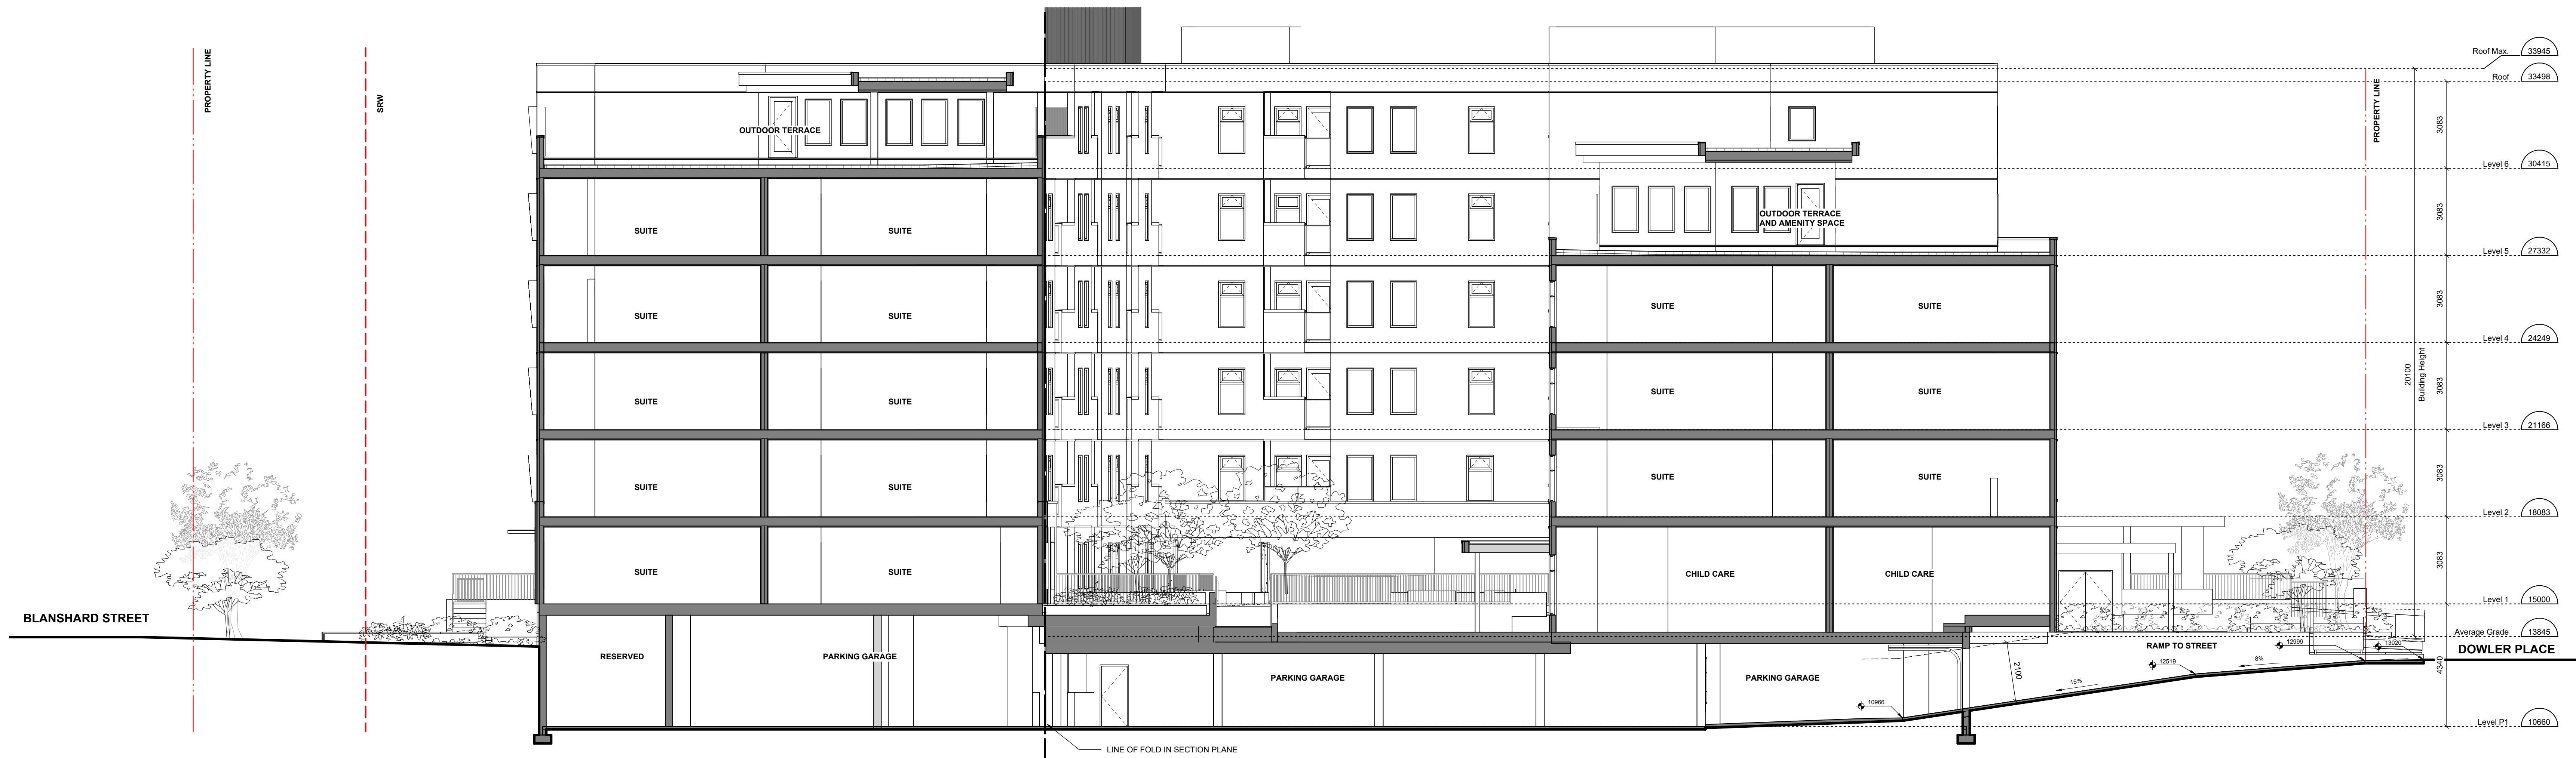 PROPERTY LINE
SRW
Roof Max. 33945
Roof 33498
PROPERTY LINE
OUTDOOR TERRACE
3083
Level 6 30415
SUITE
SUITE
OUTDOOR TERRACE
AND AMENITY SPACE
3083
Level 5 27332
SUITE
SUITE
SUITE
SUITE
3083
Level 4 24249
20100
Building Height
SUITE
SUITE
SUITE
SUITE
3083
Level 3 21166
SUITE
SUITE
SUITE
SUITE
3083
Level 2 18083
SUITE
SUITE
CHILD CARE
CHILD CARE
3083
Level 1 15000
BLANSHARD STREET
Average Grade 13845
RESERVED
PARKING GARAGE
PARKING GARAGE
PARKING GARAGE
2100
RAMP TO STREET
12999
13020
DOWLER PLACE
12519
8%
15%
10966
4340
Level P1 10660
LINE OF FOLD IN SECTION PLANE